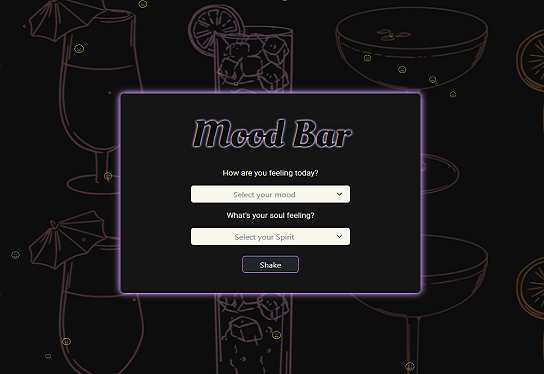 Mood Bar
How are you feeling today?
Select your mood
What's your soul feeling?
Select your Spirit
Shake